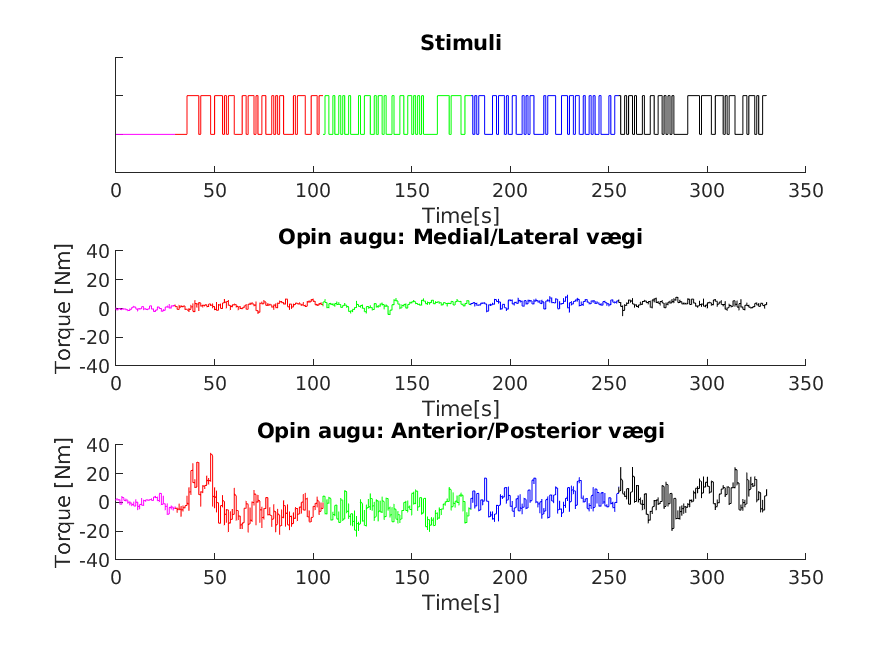 Stimuli
0 50 100 150 200 250 300 350
Time[s]
Opin augu: Medial/Lateral vægi
Torque [Nm]
40
20
0
-20
-40
0 50 100 150 200 250 300 350
Time[s]
Opin augu: Anterior/Posterior vægi
Torque [Nm]
40
20
0
-20
-40
0 50 100 150 200 250 300 350
Time[s]